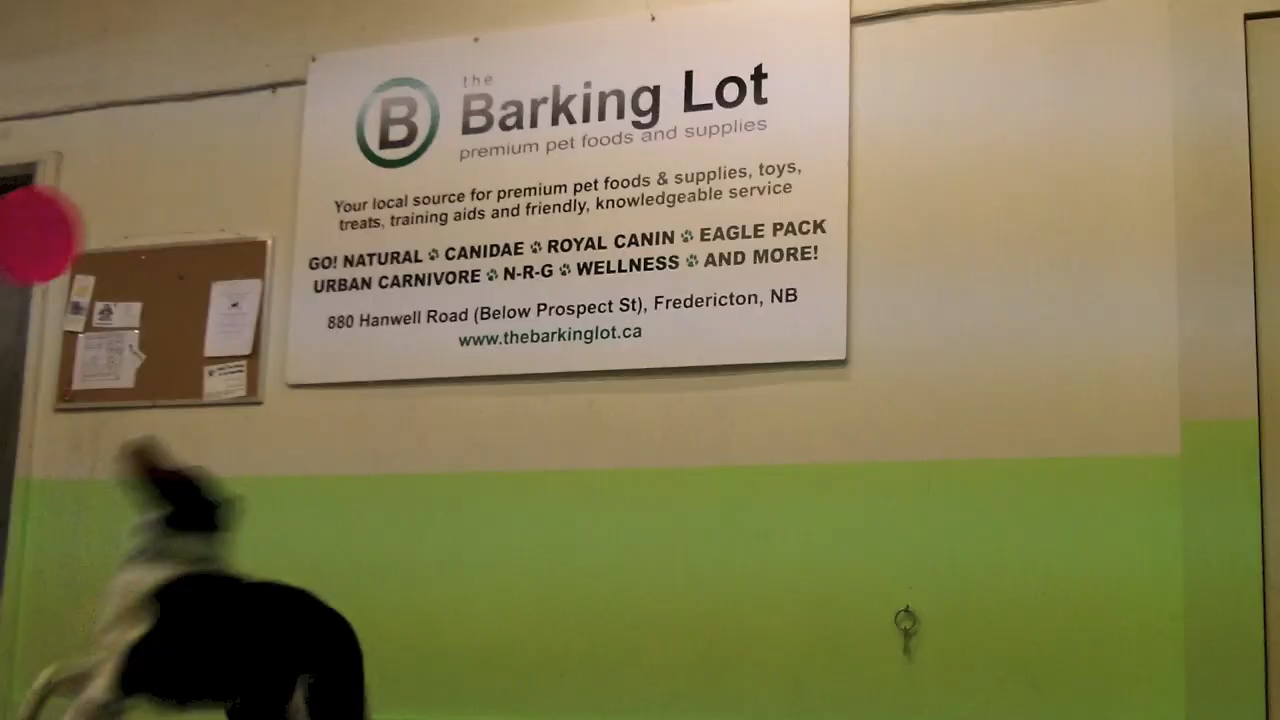 B
the
Barking Lot
premium pet foods and supplies
Your local source for premium pet foods & supplies, toys,
treats, training aids and friendly, knowledgeable service
GO! NATURAL CANIDAE ROYAL CANIN EAGLE PACK
URBAN CARNIVORE N-R-G WELLNESS AND MORE!
880 Hanwell Road (Below Prospect St), Fredericton, NB
www.thebarkinglot.ca